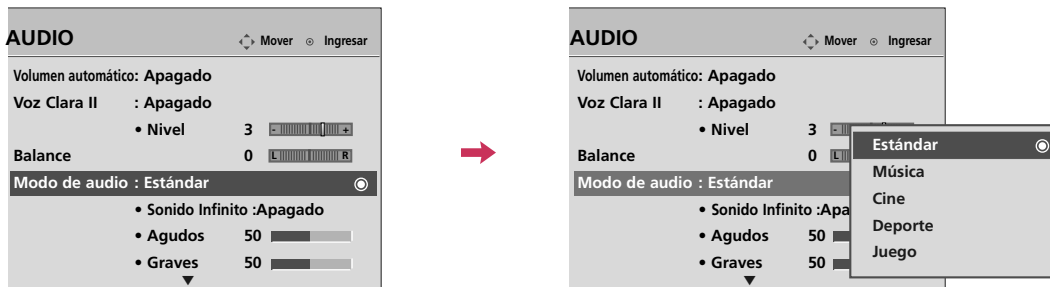 AUDIO Mover Ingresar
Volumen automático: Apagado
Voz Clara II : Apagado
• Nivel 3 - +
Balance 0 L R
Modo de audio : Estándar
• Sonido Infinito :Apagado
• Agudos 50
• Graves 50
AUDIO Mover Ingresar
Volumen automático: Apagado
Voz Clara II : Apagado
• Nivel 3 -
Balance 0 L
Modo de audio : Estándar
• Sonido Infinito :Apa
• Agudos 50
• Graves 50
Estándar
Música
Cine
Deporte
Juego